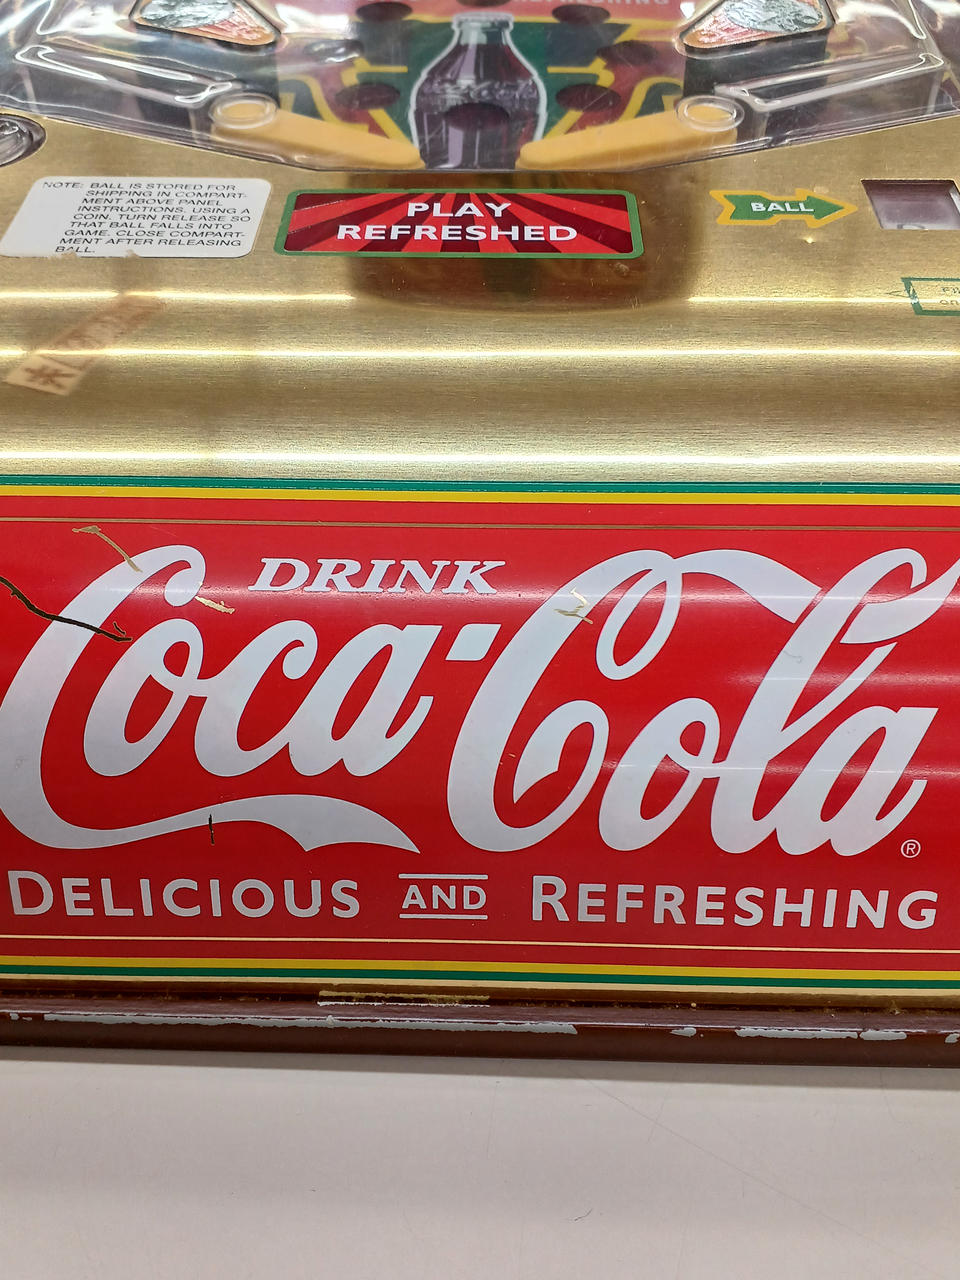 REFRESHING
NOTE: BALL IS STORED FOR
SHIPPING IN COMPART-
MENT ABOVE PANEL
INSTRUCTIONS. USING A
COIN. TURN RELEASE SO
THAT BALL FALLS INTO
GAME. CLOSE COMPART-
MENT AFTER RELEASING
BALL.
PLAY
REFRESHED
BALL
DRINK
Coca-Cola
®
DELICIOUS AND REFRESHING